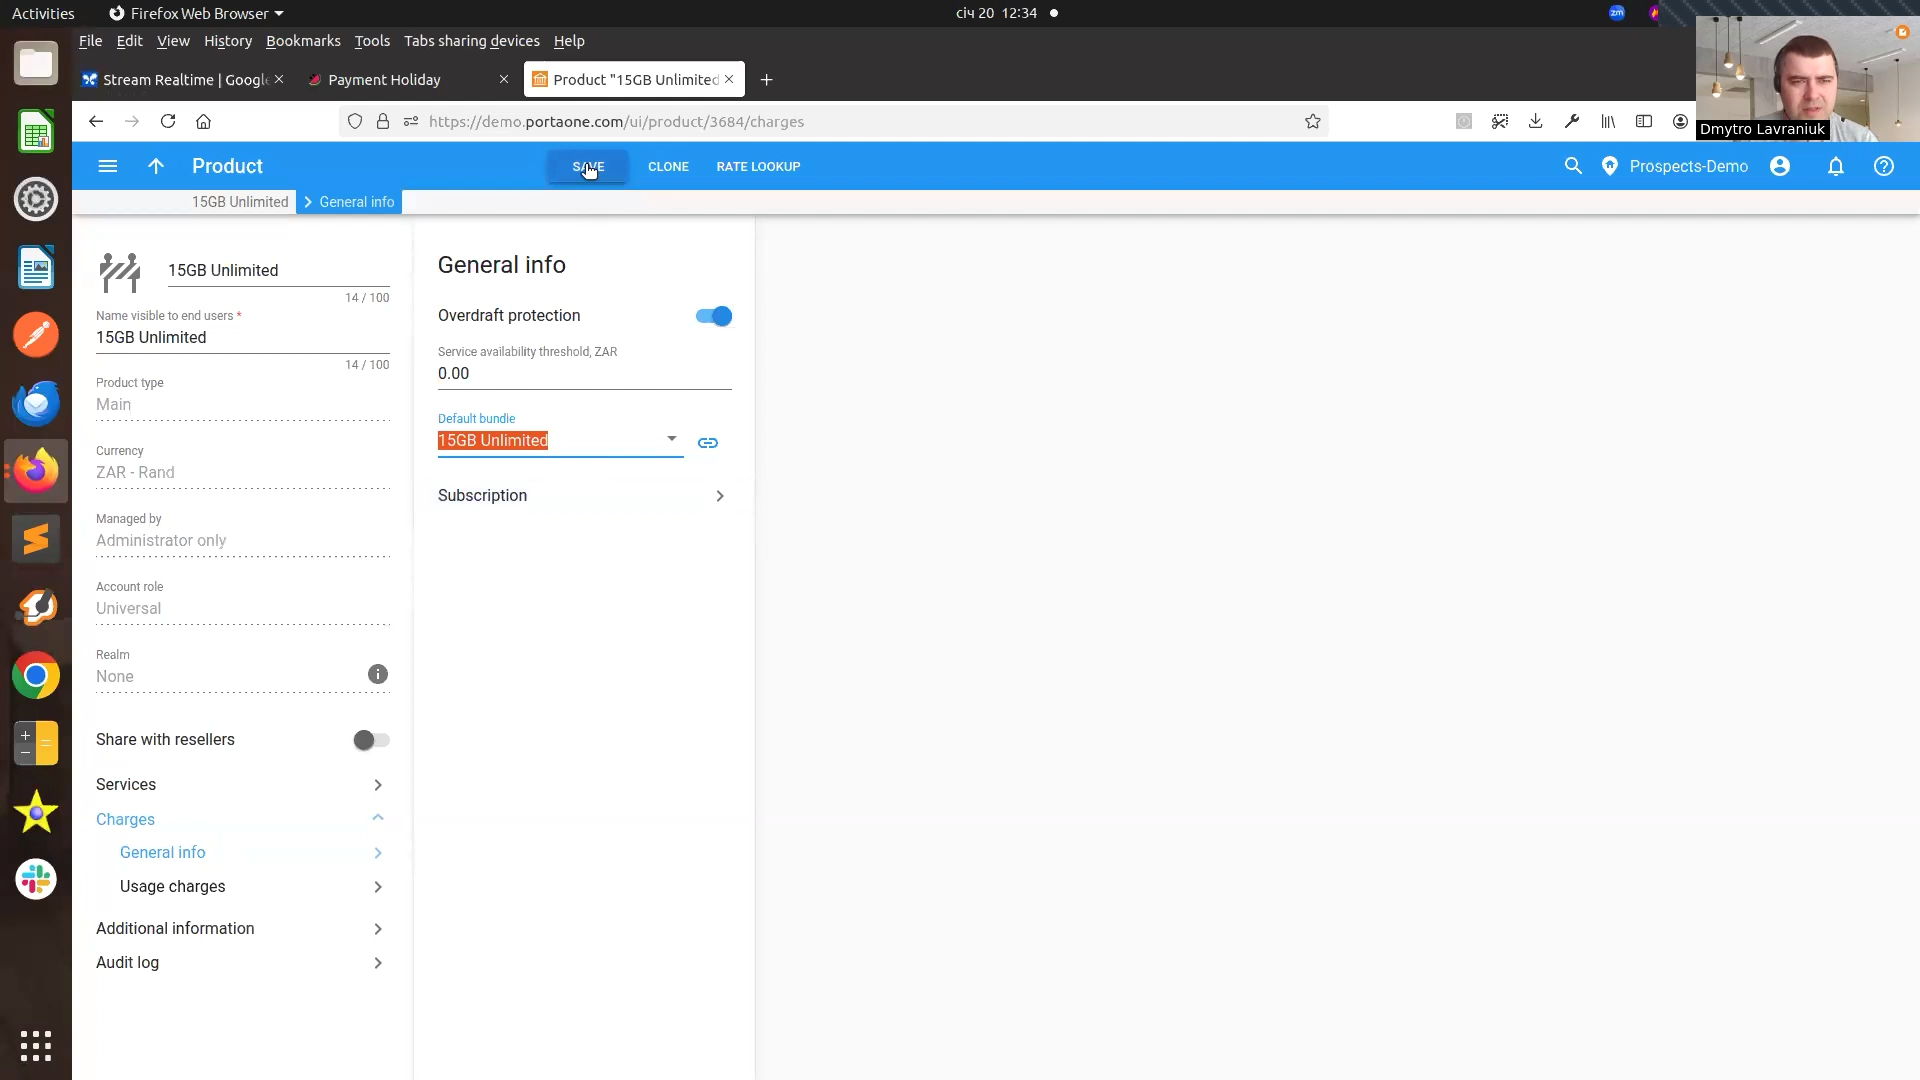 Activities
Firefox Web Browser
січ 20 12:34
zm
File Edit View History Bookmarks Tools Tabs sharing devices Help
Stream Realtime | Google
Payment Holiday
Product "15GB Unlimited
https://demo.portaone.com/ui/product/3684/charges
Dmytro Lavraniuk
Product
SAVE
CLONE
RATE LOOKUP
Prospects-Demo
15GB Unlimited
General info
15GB Unlimited
14 / 100
Name visible to end users *
15GB Unlimited
14 / 100
Product type
Main
Currency
ZAR - Rand
Managed by
Administrator only
Account role
Universal
Realm
None
Share with resellers
Services
Charges
General info
Usage charges
Additional information
Audit log
General info
Overdraft protection
Service availability threshold, ZAR
0.00
Default bundle
15GB Unlimited
Subscription